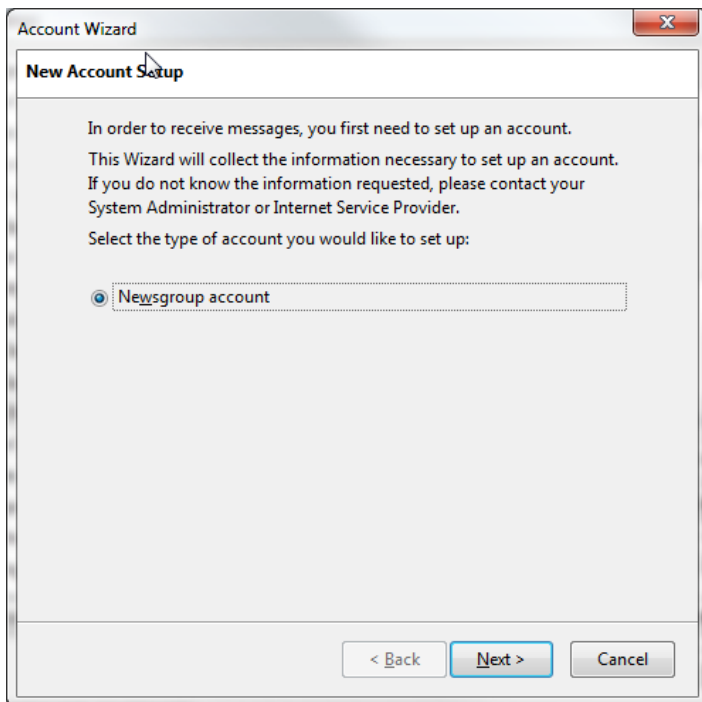 Account Wizard
New Account Setup
In order to receive messages, you first need to set up an account.
This Wizard will collect the information necessary to set up an account.
If you do not know the information requested, please contact your
System Administrator or Internet Service Provider.
Select the type of account you would like to set up:
Newsgroup account
< Back
Next >
Cancel